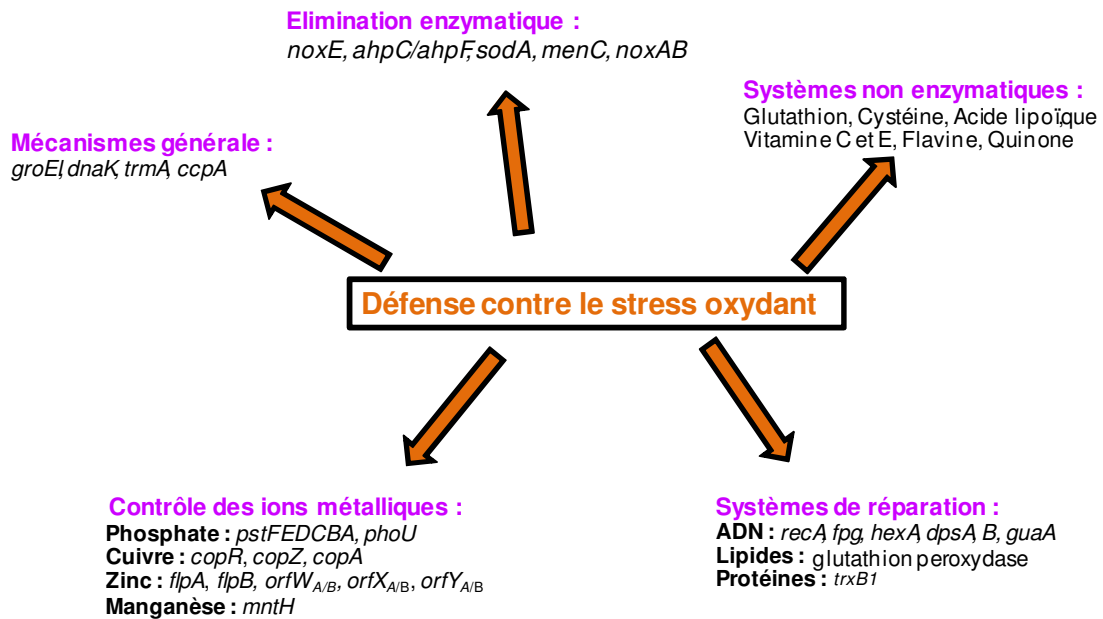 Elimination enzymatique :
noxE, ahpC/ahpF, sodA, menC, noxAB
Systèmes non enzymatiques :
Glutathion, Cystéine, Acide lipoïque,
Vitamine C et E, Flavine, Quinone
Mécanismes générale :
groEl, dnaK, trmA, ccpA
Défense contre le stress oxydant
Contrôle des ions métalliques :
Phosphate : pstFEDCBA, phoU
Cuivre : copR, copZ, copA
Zinc : flpA, flpB, orfWA/B, orfXA/B, orfYA/B
Manganèse : mntH
Systèmes de réparation :
ADN : recA, fpg, hexA, dpsA, B, guaA
Lipides : glutathion peroxydase
Protéines : trxB1